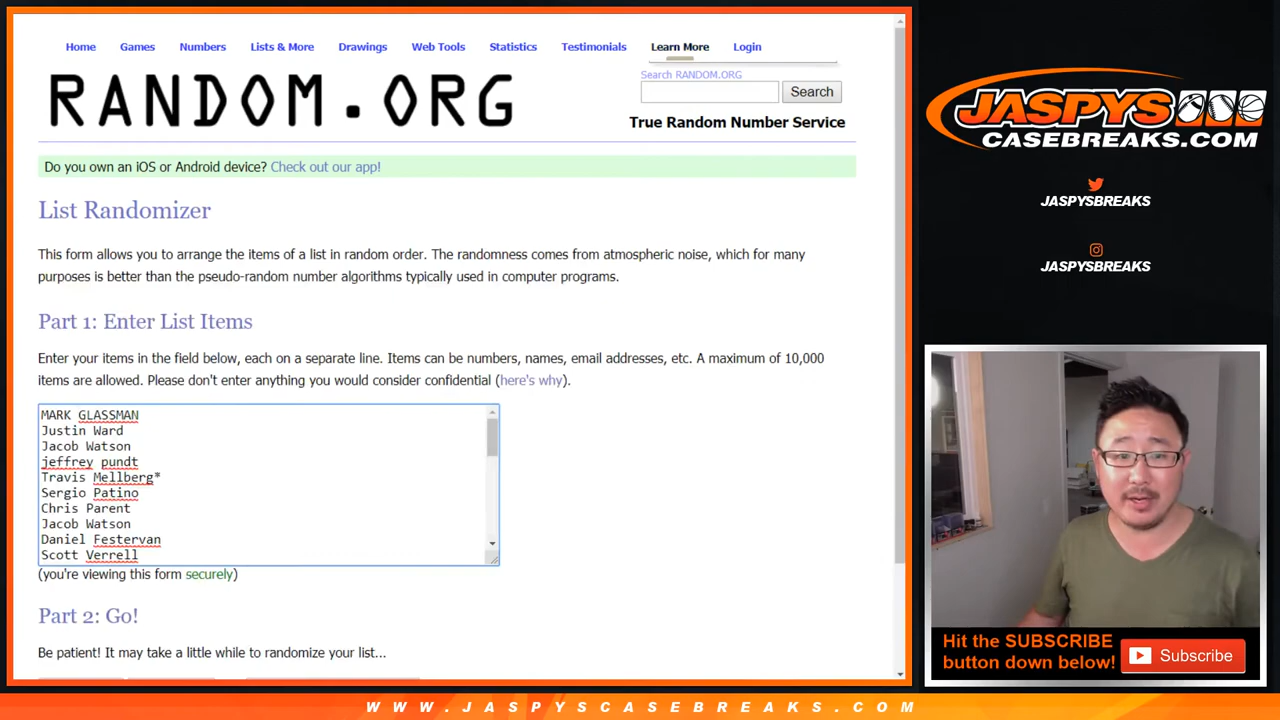 Home Games Numbers Lists & More Drawings Web Tools Statistics Testimonials Learn More Login
RANDOM.ORG
Search RANDOM.ORG
Search
True Random Number Service
Do you own an iOS or Android device? Check out our app!
List Randomizer
This form allows you to arrange the items of a list in random order. The randomness comes from atmospheric noise, which for many
purposes is better than the pseudo-random number algorithms typically used in computer programs.
Part 1: Enter List Items
Enter your items in the field below, each on a separate line. Items can be numbers, names, email addresses, etc. A maximum of 10,000
items are allowed. Please don't enter anything you would consider confidential (here's why).
MARK GLASSMAN
Justin Ward
Jacob Watson
jeffrey pundt
Travis Mellberg*
Sergio Patino
Chris Parent
Jacob Watson
Daniel Festervan
Scott Verrell
(you're viewing this form securely)
Part 2: Go!
Be patient! It may take a little while to randomize your list...
JASPYS
CASEBREAKS.COM
JASPYSBREAKS
JASPYSBREAKS
Hit the SUBSCRIBE
button down below!
Subscribe
WWW.JASPYSCASEBREAKS.COM